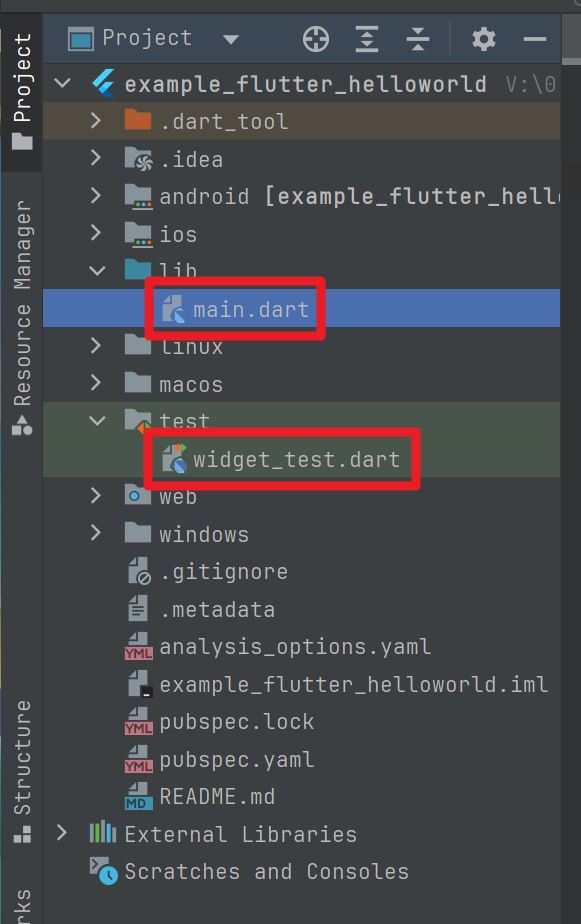 Project
Project
example_flutter_helloworld V:\0
.dart_tool
.idea
android [example_flutter_hell
ios
lib
main.dart
linux
macos
test
widget_test.dart
web
windows
.gitignore
.metadata
analysis_options.yaml
example_flutter_helloworld.iml
pubspec.lock
pubspec.yaml
README.md
External Libraries
Scratches and Consoles
Resource Manager
Structure
rks
YML
YML
YML
MD